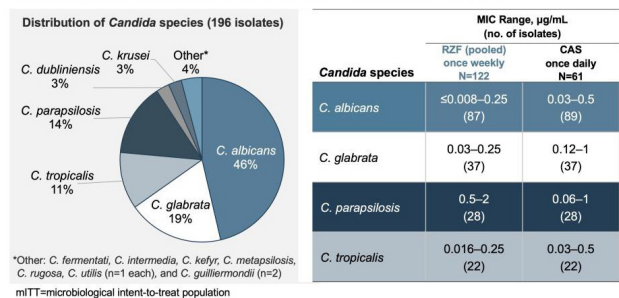 Distribution of Candida species (196 isolates)
C. krusei
3%
Other*
4%
C. dubliniensis
3%
C. parapsilosis
14%
C. tropicalis
11%
C. glabrata
19%
C. albicans
46%
*Other: C. fermentati, C. intermedia, C. kefyr, C. metapsilosis,
C. rugosa, C. utilis (n=1 each), and C. guilliermondii (n=2)
mITT=microbiological intent-to-treat population
MIC Range, µg/mL
(no. of isolates)
Candida species
RZF (pooled)
once weekly
N=122
CAS
once daily
N=61
C. albicans
≤0.008–0.25
(87)
0.03–0.5
(89)
C. glabrata
0.03–0.25
(37)
0.12–1
(37)
C. parapsilosis
0.5–2
(28)
0.06–1
(28)
C. tropicalis
0.016–0.25
(22)
0.03–0.5
(22)